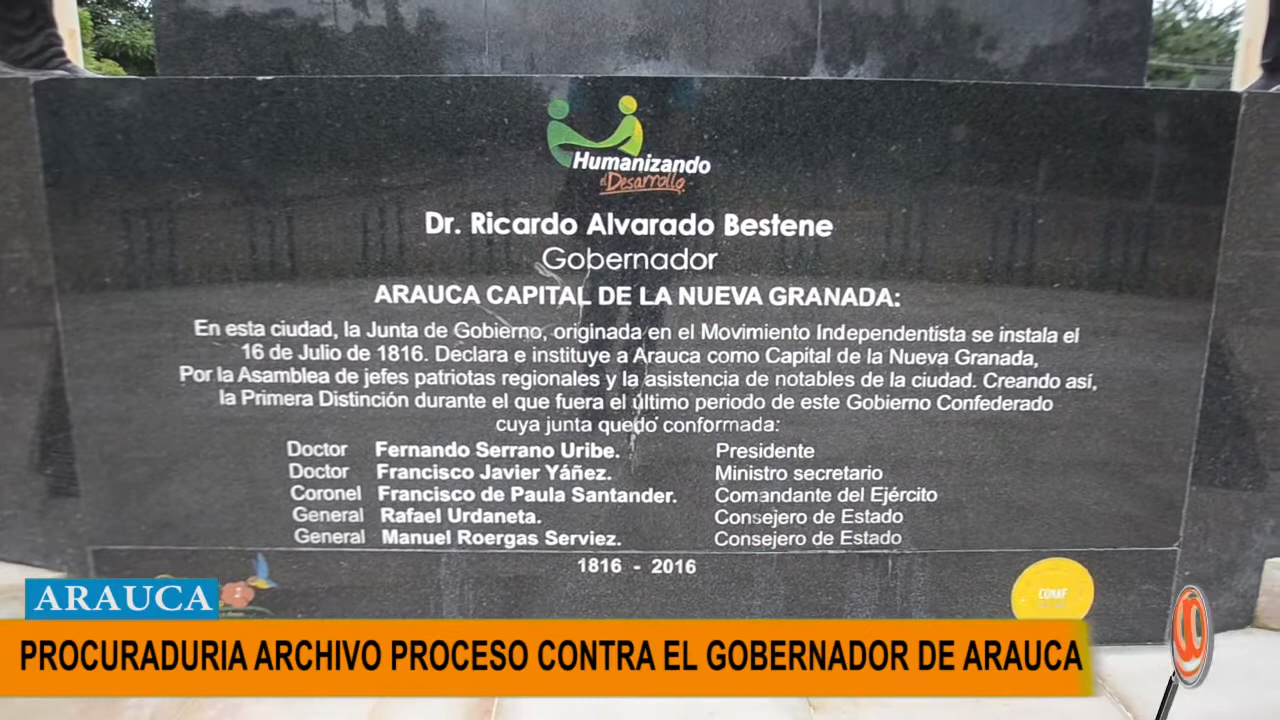 Humanizando
el Desarrollo
Dr. Ricardo Alvarado Bestene
Gobernador
ARAUCA CAPITAL DE LA NUEVA GRANADA:
En esta ciudad, la Junta de Gobierno, originada en el Movimiento Independentista se instala el
16 de Julio de 1816. Declara e instituye a Arauca como Capital de la Nueva Granada,
Por la Asamblea de jefes patriotas regionales y la asistencia de notables de la ciudad. Creando así,
la Primera Distinción durante el que fuera el último periodo de este Gobierno Confederado
cuya junta quedo conformada:
Doctor Fernando Serrano Uribe. Presidente
Doctor Francisco Javier Yáñez. Ministro secretario
Coronel Francisco de Paula Santander. Comandante del Ejército
General Rafael Urdaneta. Consejero de Estado
General Manuel Roergas Serviez. Consejero de Estado
1816 - 2016
ARAUCA
PROCURADURIA ARCHIVO PROCESO CONTRA EL GOBERNADOR DE ARAUCA